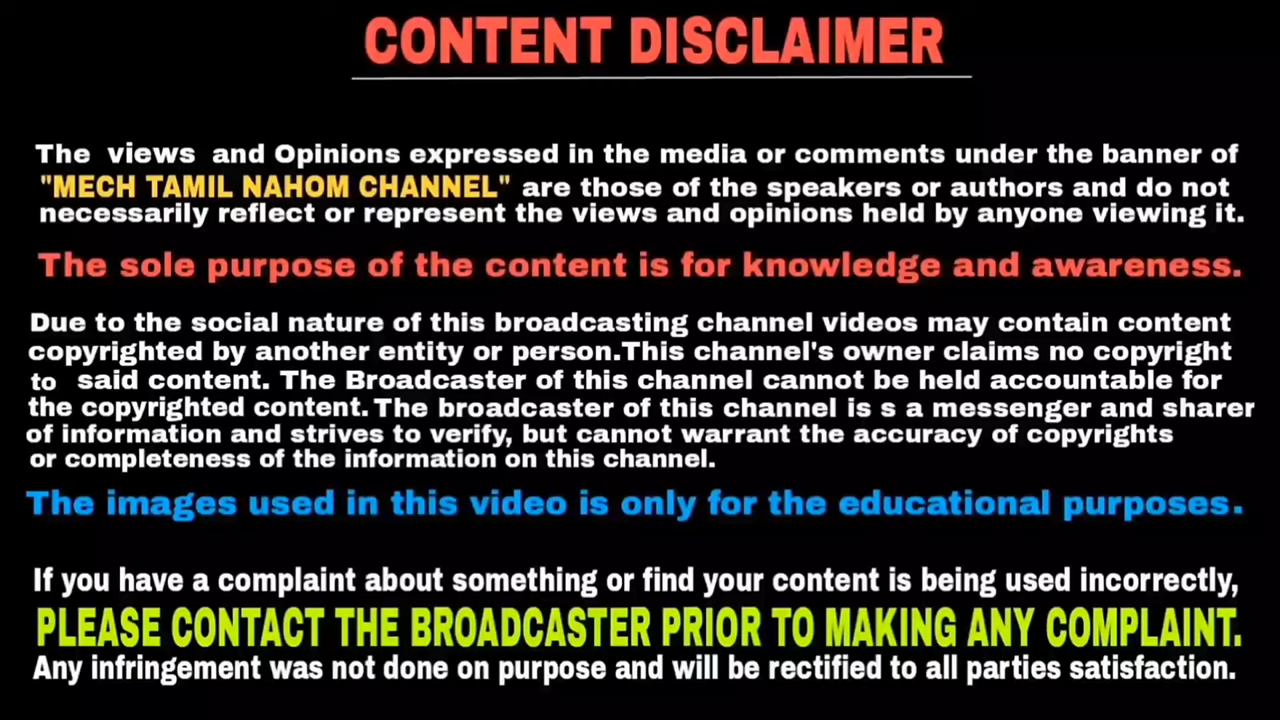 CONTENT DISCLAIMER
The views and Opinions expressed in the media or comments under the banner of
"MECH TAMIL NAHOM CHANNEL" are those of the speakers or authors and do not
necessarily reflect or represent the views and opinions held by anyone viewing it.
The sole purpose of the content is for knowledge and awareness.
Due to the social nature of this broadcasting channel videos may contain content
copyrighted by another entity or person.This channel's owner claims no copyright
to said content. The Broadcaster of this channel cannot be held accountable for
the copyrighted content. The broadcaster of this channel is s a messenger and sharer
of information and strives to verify, but cannot warrant the accuracy of copyrights
or completeness of the information on this channel.
The images used in this video is only for the educational purposes.
If you have a complaint about something or find your content is being used incorrectly,
PLEASE CONTACT THE BROADCASTER PRIOR TO MAKING ANY COMPLAINT.
Any infringement was not done on purpose and will be rectified to all parties satisfaction.